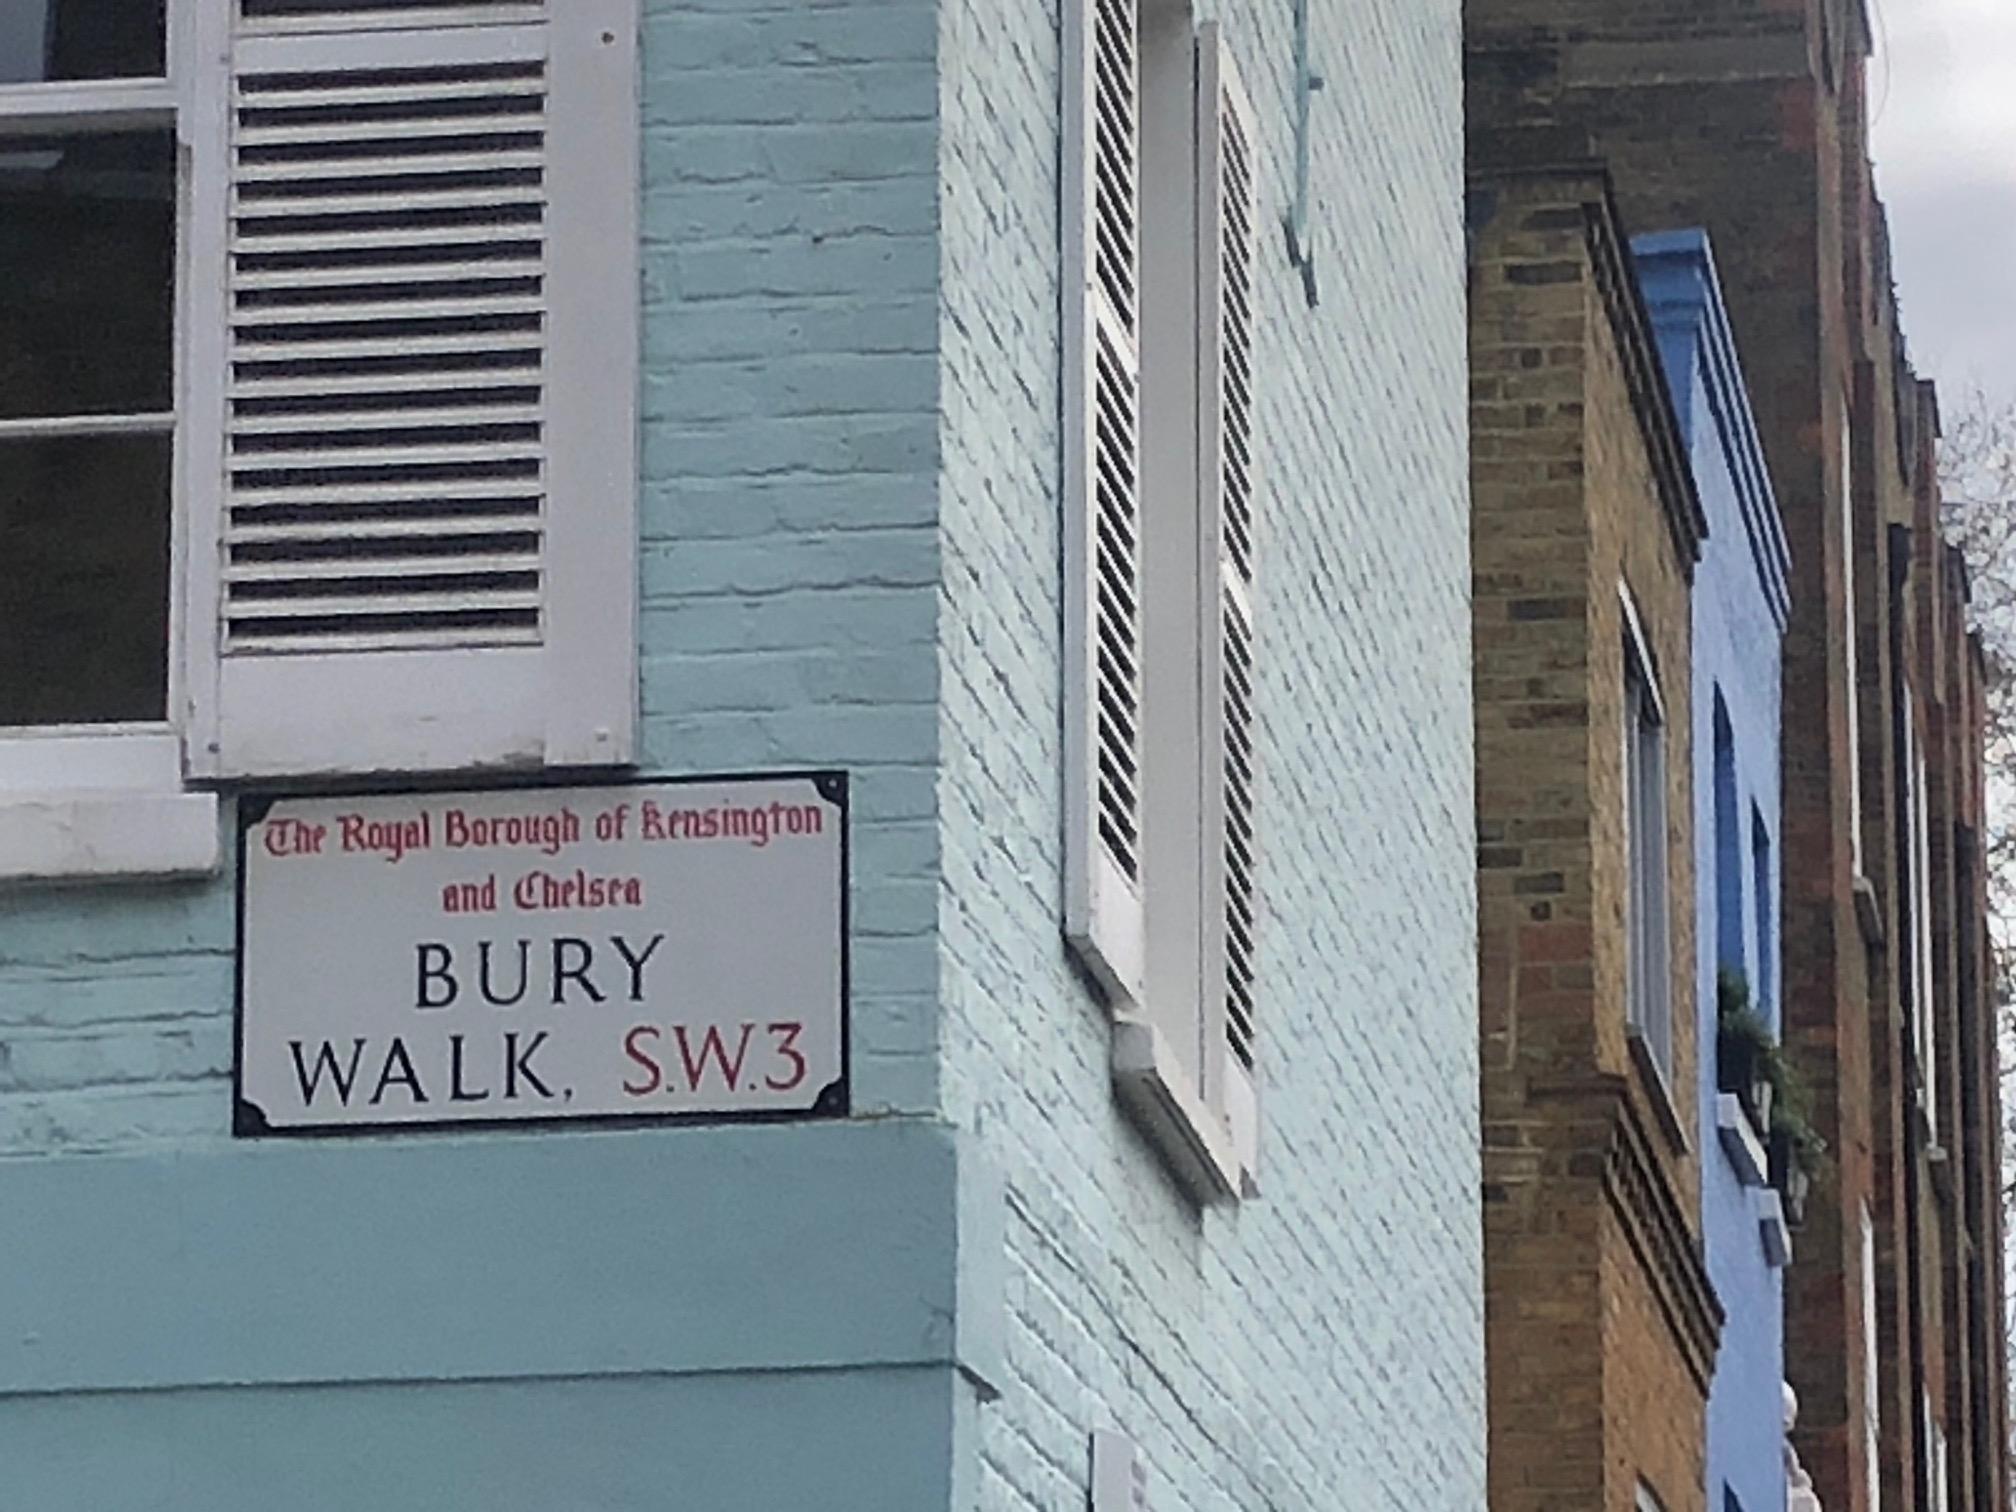 The Royal Borough of Kensington
and Chelsea
BURY
WALK, S.W.3